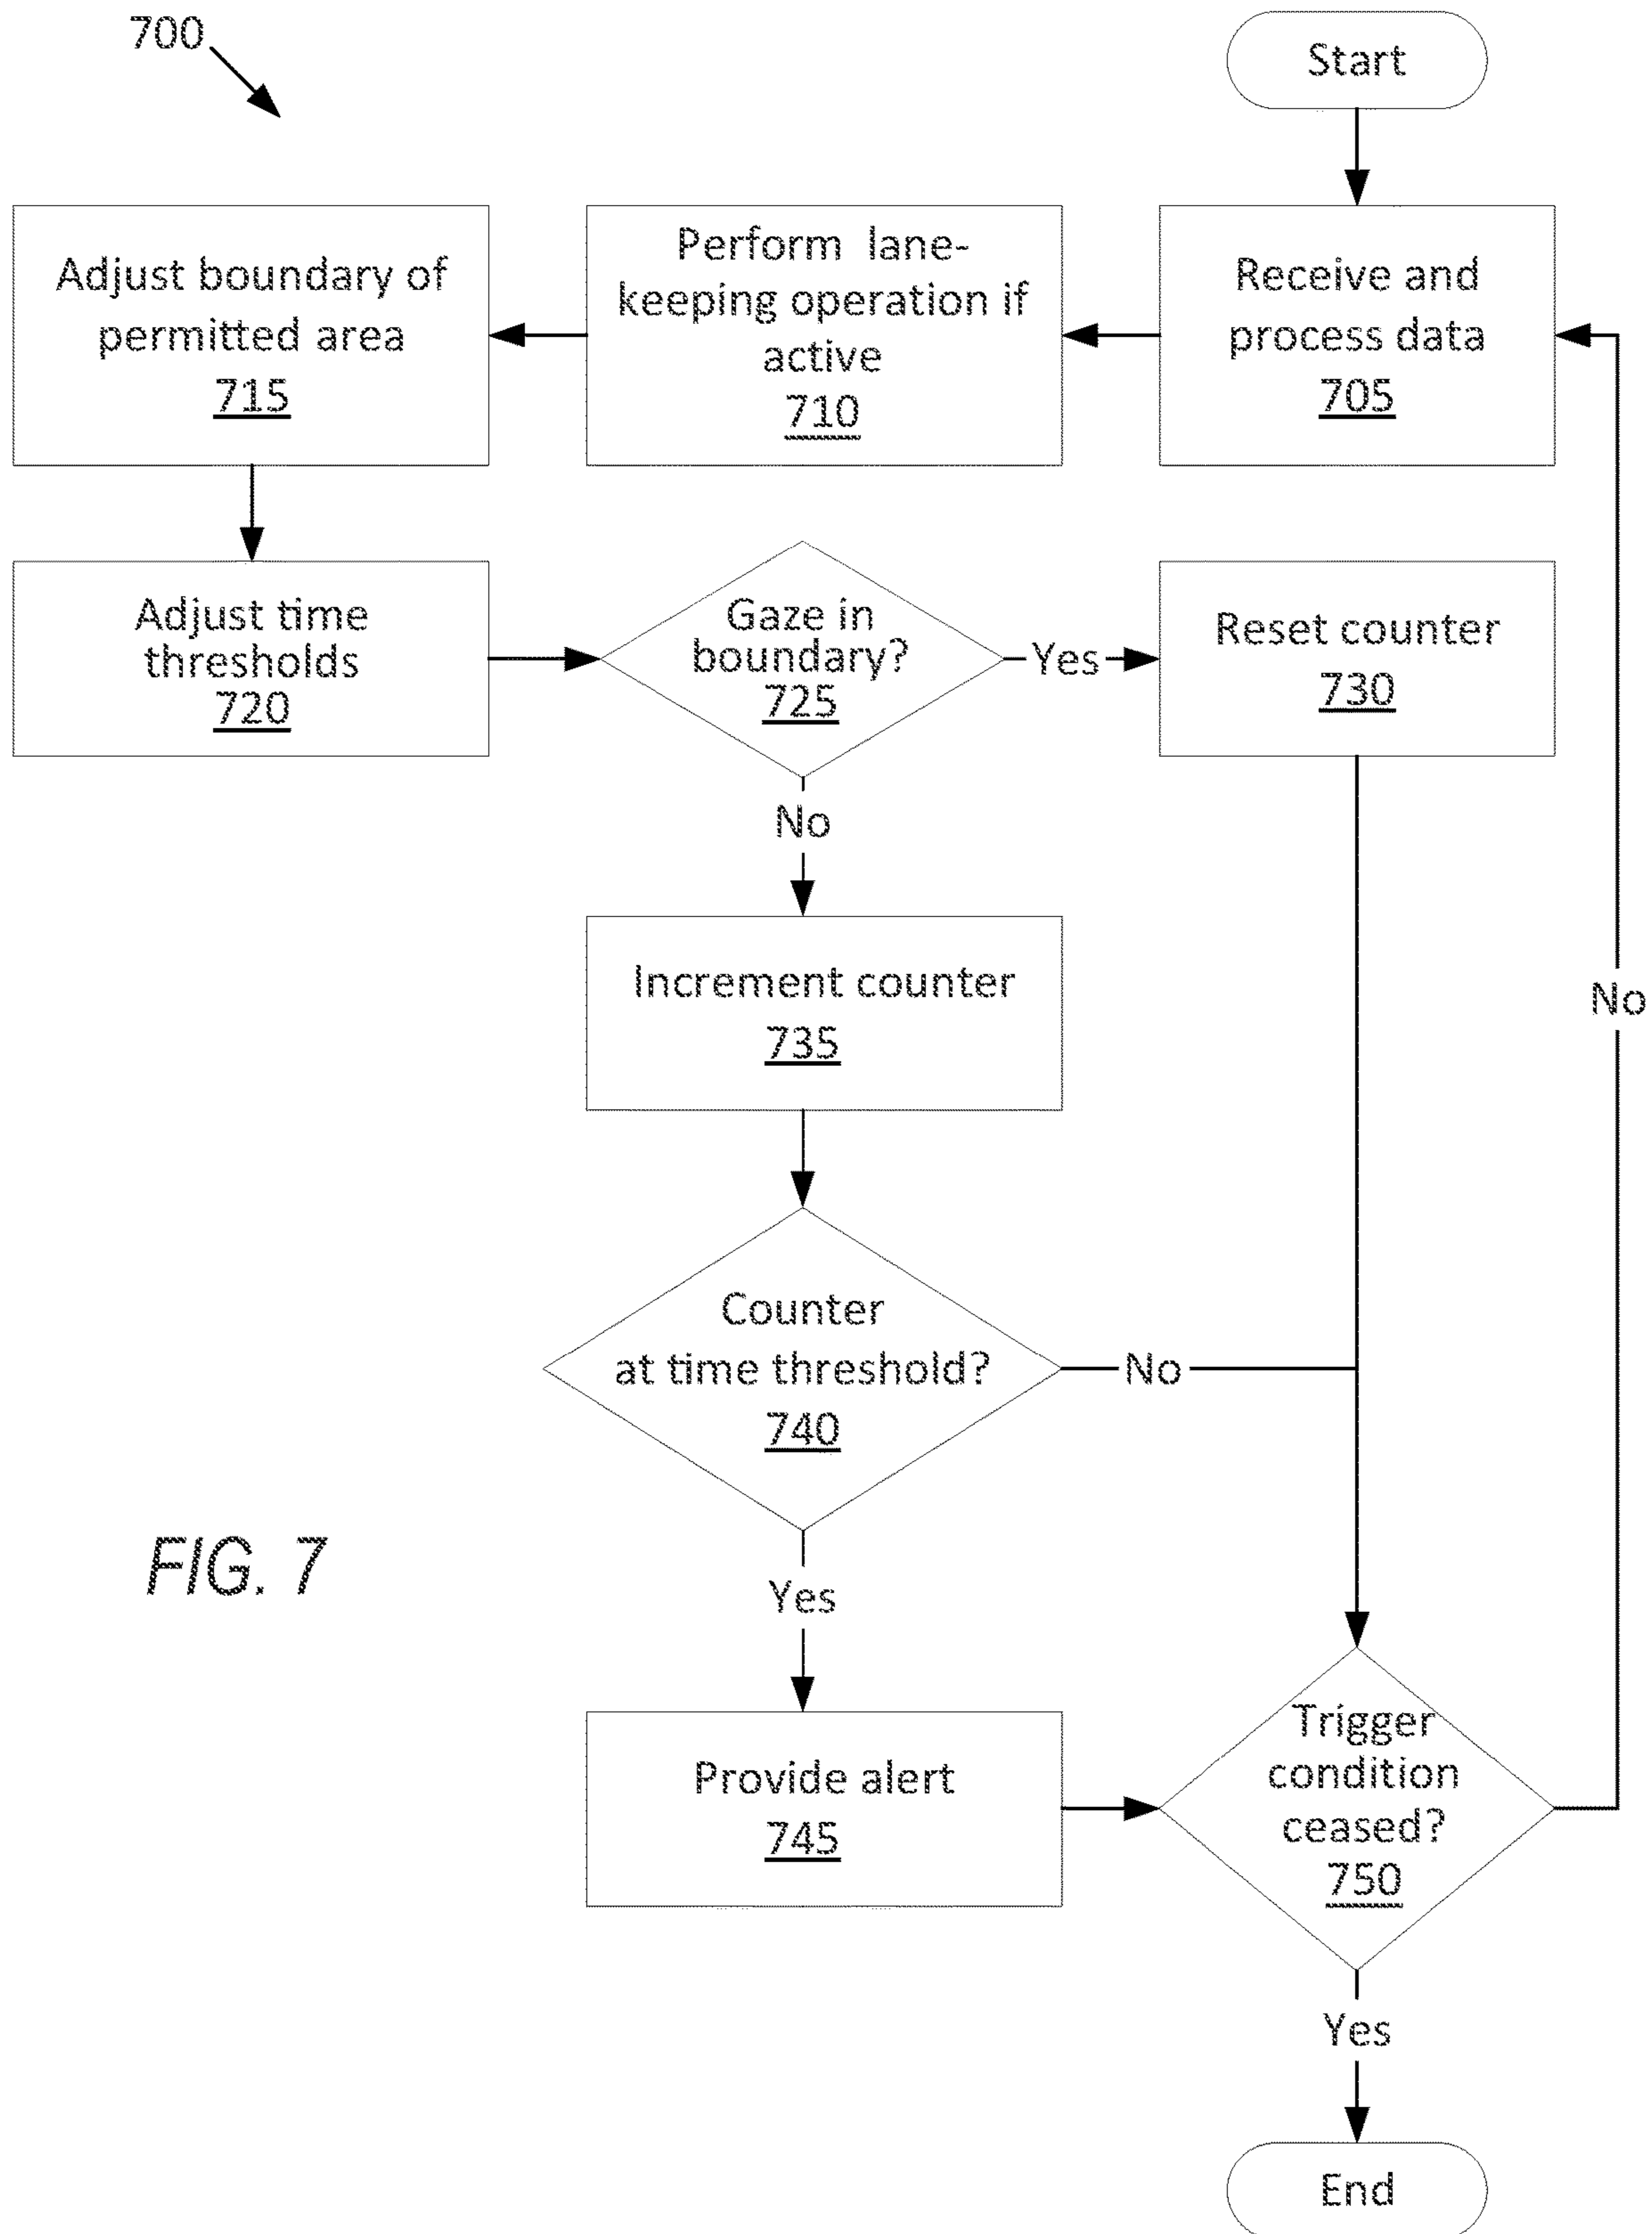 700
Start
Adjust boundary of
permitted area
715
Perform lane-
keeping operation if
active
710
Receive and
process data
705
Adjust time
thresholds
720
Gaze in
boundary?
725
Yes
Reset counter
730
No
Increment counter
735
No
Counter
at time threshold?
740
No
FIG. 7
Yes
Provide alert
745
Trigger
condition
ceased?
750
Yes
End